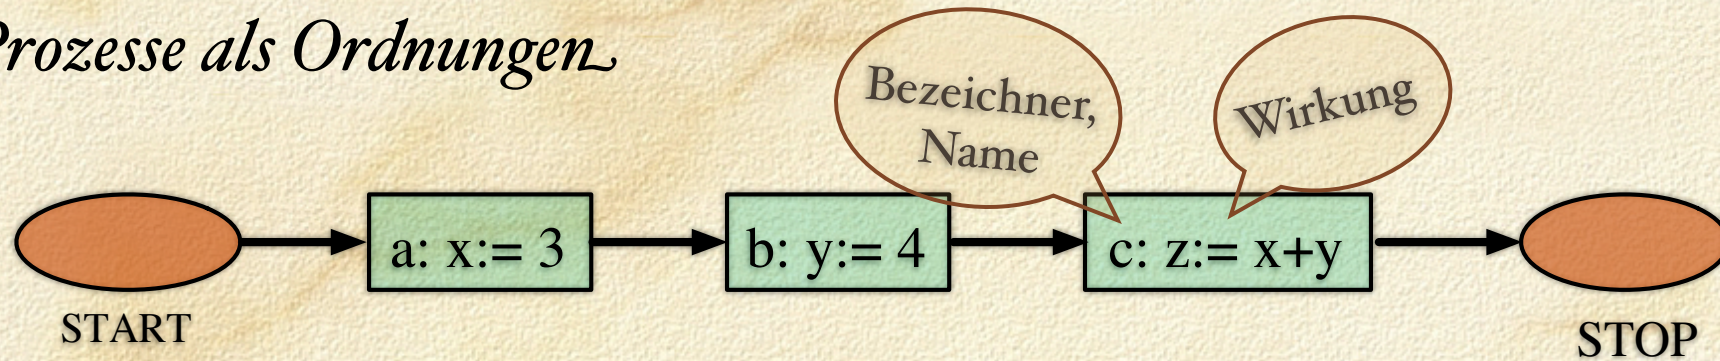 Prozesse als Ordnungen
Bezeichner,
Name
Wirkung
a: x:= 3
b: y:= 4
c: z:= x+y
START
STOP